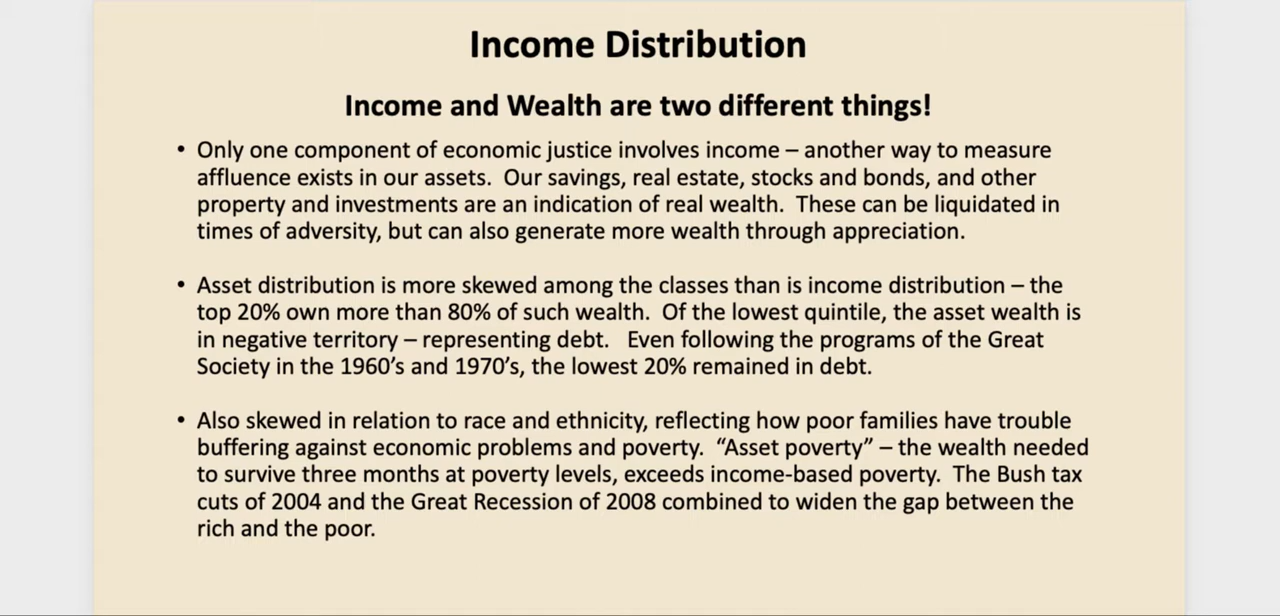 Income Distribution
Income and Wealth are two different things!
• Only one component of economic justice involves income – another way to measure
affluence exists in our assets.  Our savings, real estate, stocks and bonds, and other
property and investments are an indication of real wealth.  These can be liquidated in
times of adversity, but can also generate more wealth through appreciation.
• Asset distribution is more skewed among the classes than is income distribution – the
top 20% own more than 80% of such wealth.  Of the lowest quintile, the asset wealth is
in negative territory – representing debt.   Even following the programs of the Great
Society in the 1960’s and 1970’s, the lowest 20% remained in debt.
• Also skewed in relation to race and ethnicity, reflecting how poor families have trouble
buffering against economic problems and poverty.  “Asset poverty” – the wealth needed
to survive three months at poverty levels, exceeds income-based poverty.  The Bush tax
cuts of 2004 and the Great Recession of 2008 combined to widen the gap between the
rich and the poor.